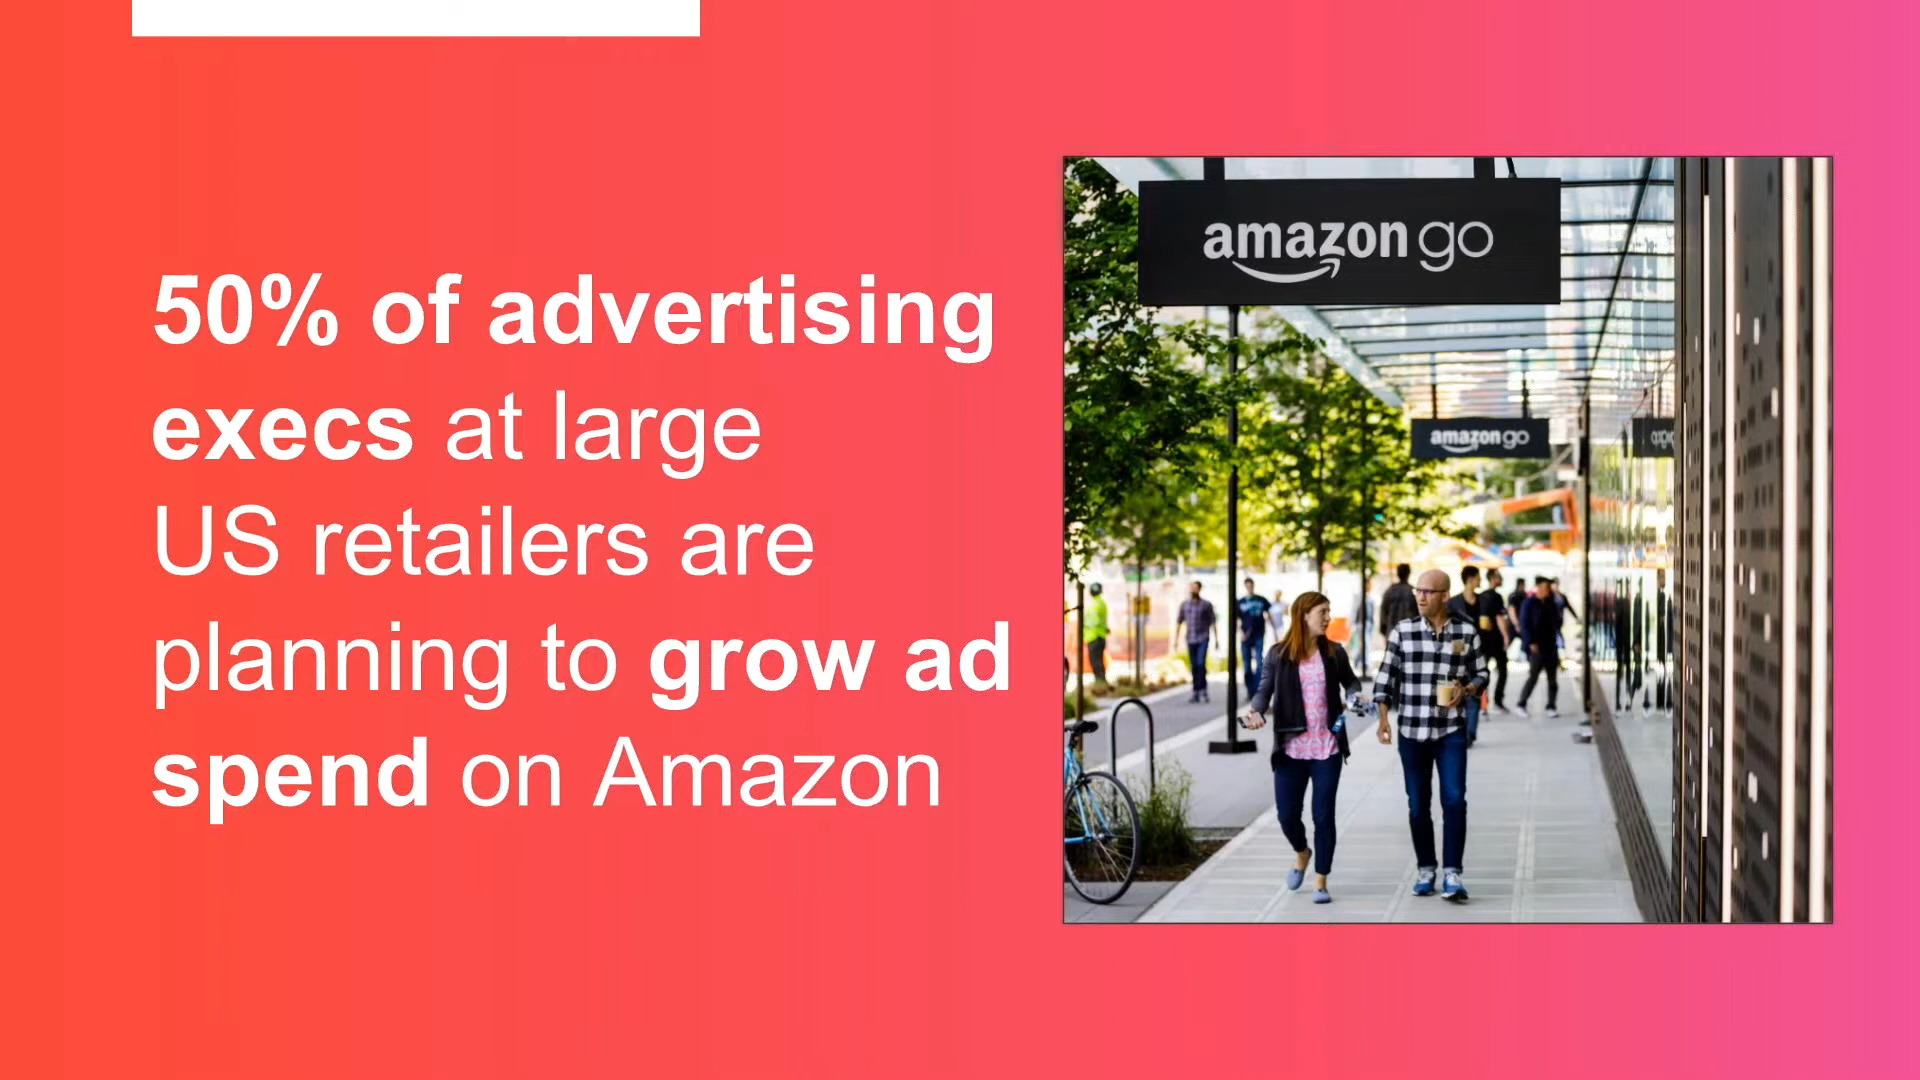 50% of advertising
execs at large
US retailers are
planning to grow ad
spend on Amazon
amazon go
amazon go